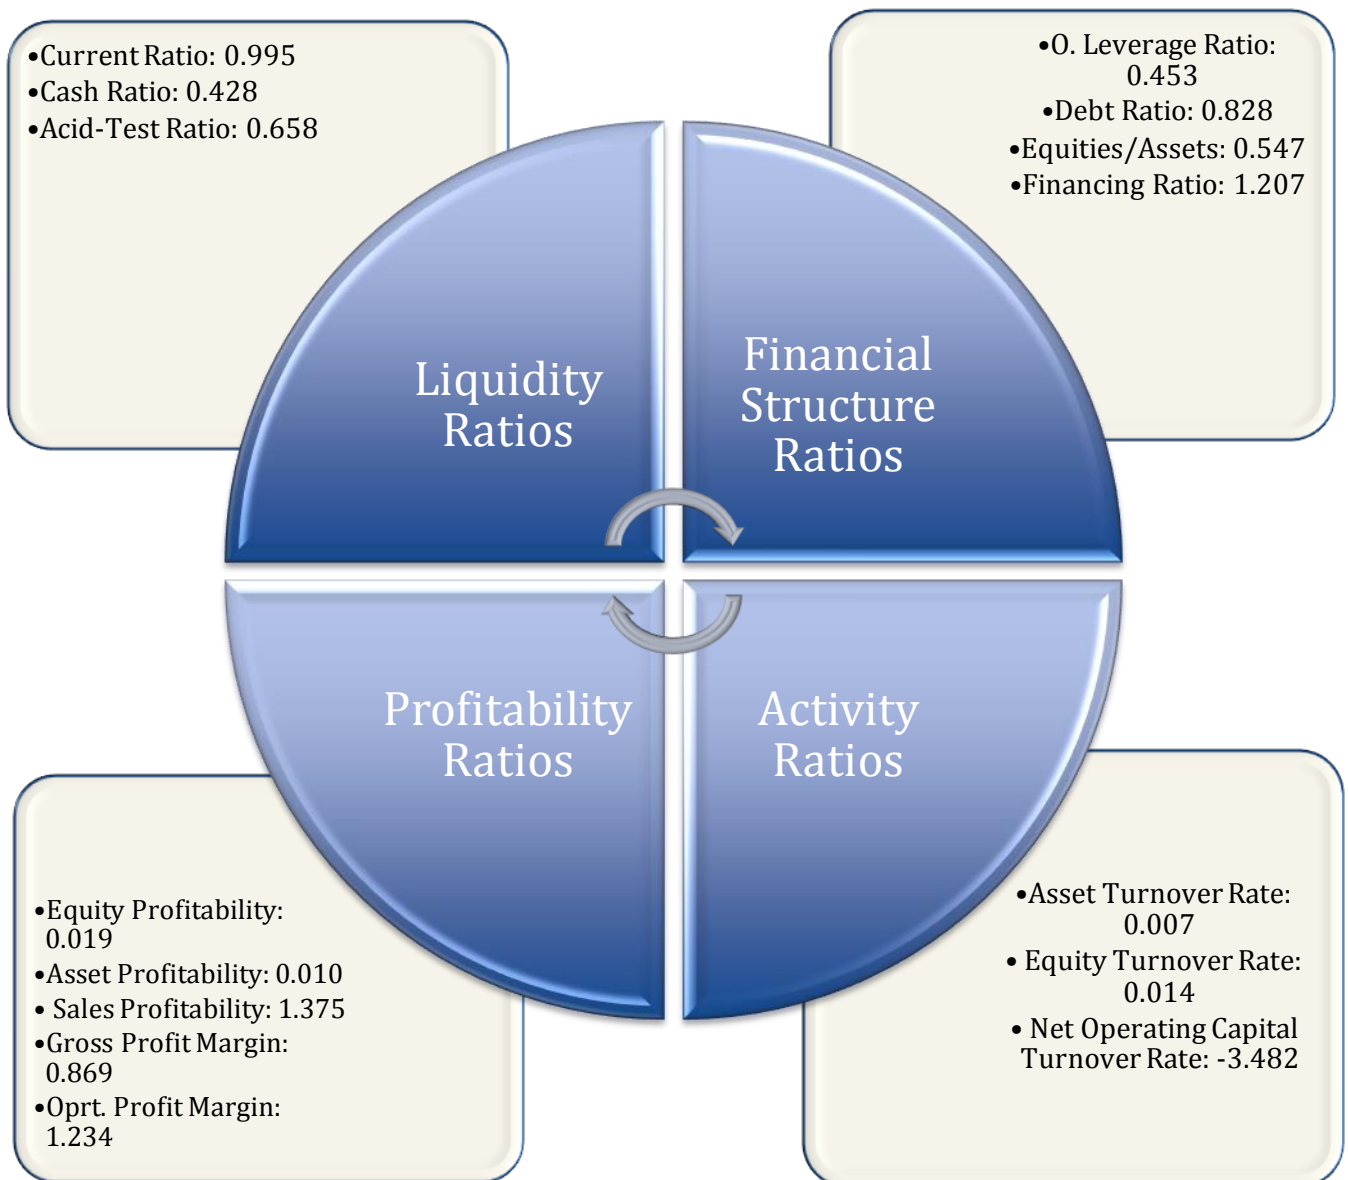 •Current Ratio: 0.995
•Cash Ratio: 0.428
•Acid-Test Ratio: 0.658
•O. Leverage Ratio:
0.453
•Debt Ratio: 0.828
•Equities/Assets: 0.547
•Financing Ratio: 1.207
Liquidity
Ratios
Financial
Structure
Ratios
Profitability
Ratios
Activity
Ratios
•Equity Profitability:
0.019
•Asset Profitability: 0.010
• Sales Profitability: 1.375
•Gross Profit Margin:
0.869
•Oprt. Profit Margin:
1.234
•Asset Turnover Rate:
0.007
• Equity Turnover Rate:
0.014
• Net Operating Capital
Turnover Rate: -3.482